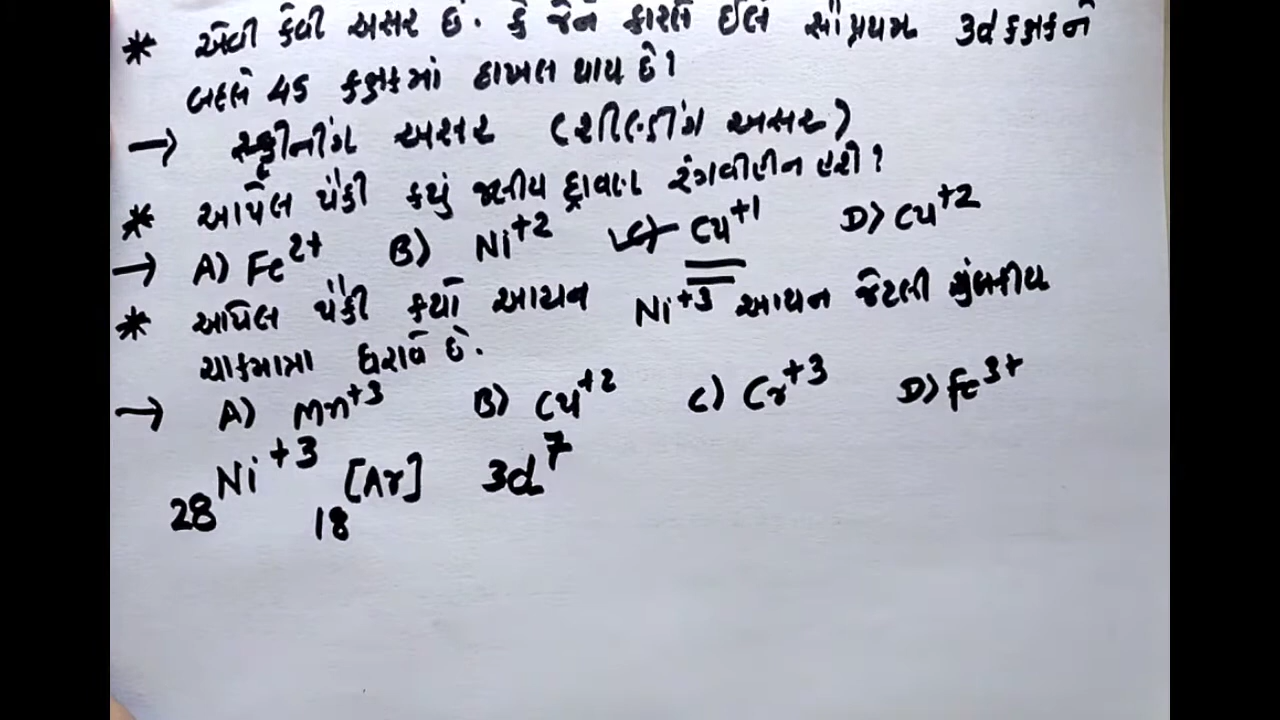 * એવી કેવી અસર છે. કે જેને કારણે ઈલે સૌપ્રથમ 3d કક્ષકને
બદલે 4s કક્ષકમાં દાખલ થાય છે?
→ સ્ક્રીનીંગ અસર (શીલ્ડીંગ અસર)
* આપેલ પૈકી કયું જલીય દ્રાવણ રંગવીહીન હશે?
→ A) Fe2+ B) Ni+2 C) Cu+1 D) Cu+2
* આપેલ પૈકી કયો આયન Ni+3 આયન જેટલી ચુંબકીય
ચાકમાત્રા ધરાવે છે.
→ A) Mn+3 B) Cu+2 C) Cr+3 D) Fe3+
28Ni+3 18[Ar] 3d7